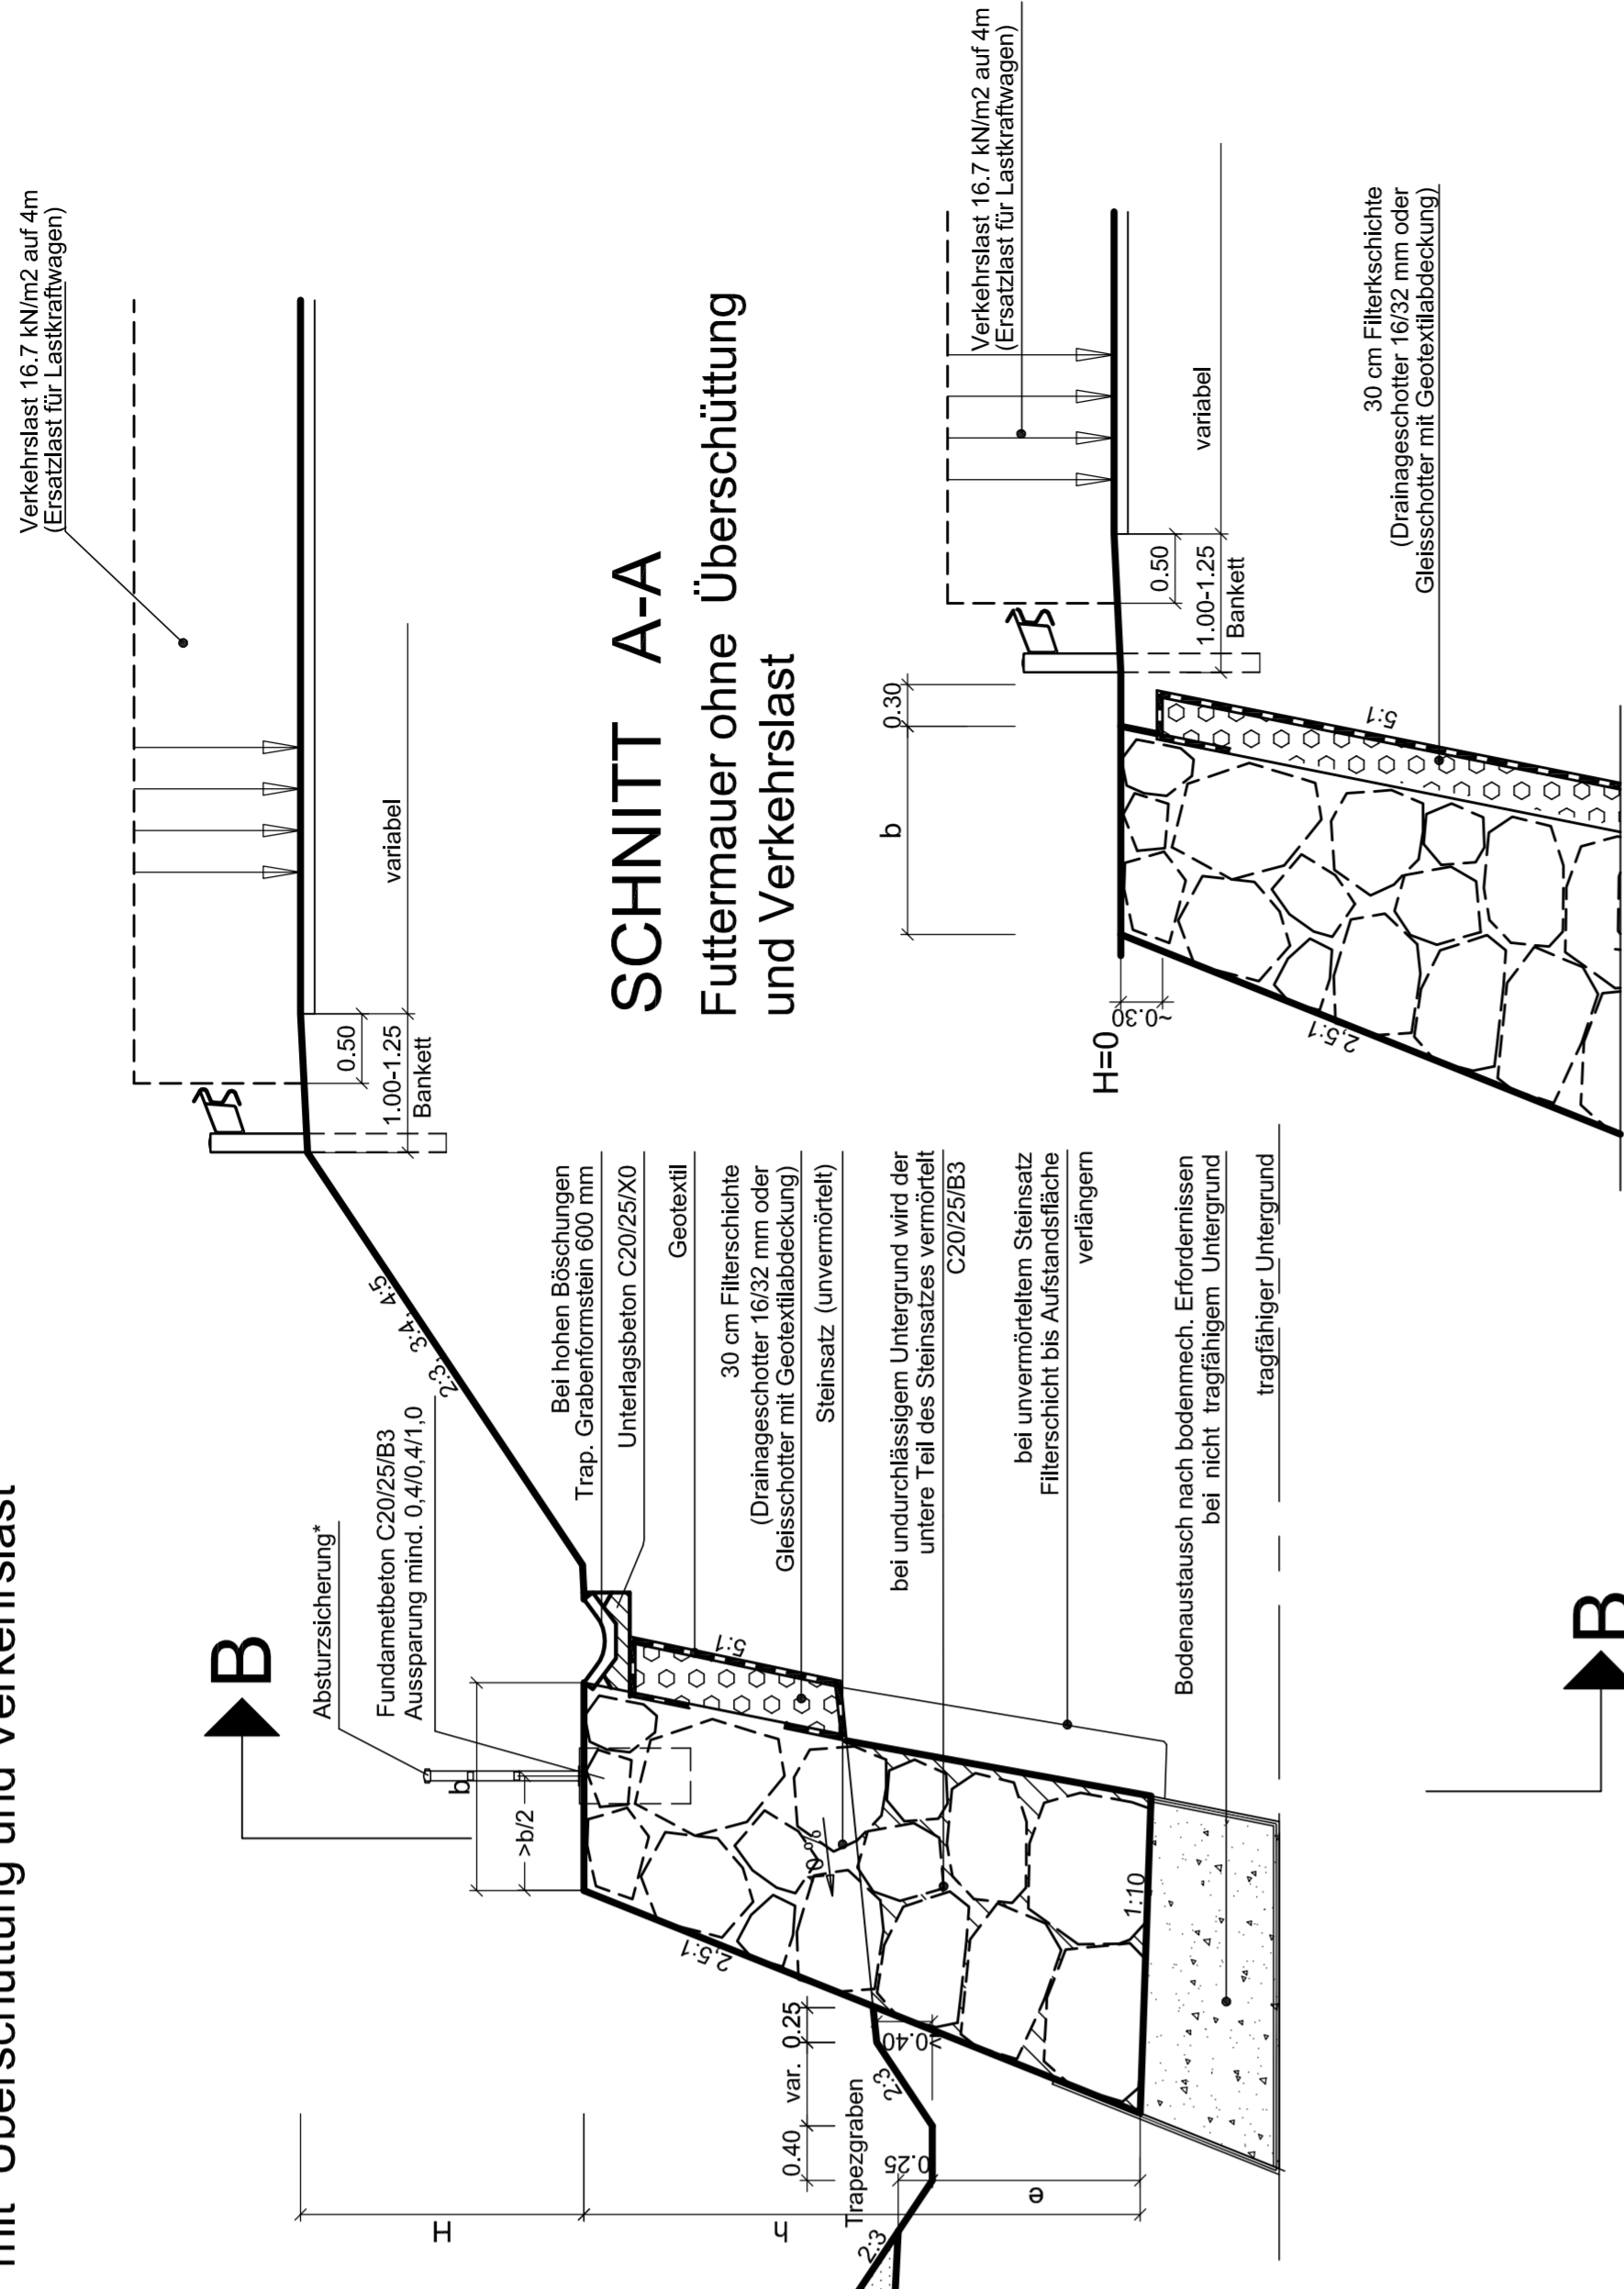 mit Überschüttung und Verkehrslast
Verkehrslast 16.7 kN/m2 auf 4m
(Ersatzlast für Lastkraftwagen)
0.50
1.00-1.25
Bankett
variabel
4:5
3:4,
2:3,
B
Absturzsicherung*
Fundametbeton C20/25/B3
Aussparung mind. 0,4/0,4/1,0
b
>b/2
Bei hohen Böschungen
Trap. Grabenformstein 600 mm
Unterlagsbeton C20/25/X0
Geotextil
30 cm Filterschichte
(Drainageschotter 16/32 mm oder
Gleisschotter mit Geotextilabdeckung)
Steinsatz (unvermörtelt)
bei undurchlässigem Untergrund wird der
untere Teil des Steinsatzes vermörtelt
C20/25/B3
bei unvermörteltem Steinsatz
Filterschicht bis Aufstandsfläche
verlängern
Bodenaustausch nach bodenmech. Erfordernissen
bei nicht tragfähigem Untergrund
tragfähiger Untergrund
5:1
2,5:1
1:10
H
h
e
0.40 var. 0.25
Trapezgraben
0.25
2:3
2:3
>0.40
B
SCHNITT A-A
Futtermauer ohne Überschüttung
und Verkehrslast
Verkehrslast 16.7 kN/m2 auf 4m
(Ersatzlast für Lastkraftwagen)
b
0.30
0.50
1.00-1.25
Bankett
variabel
H=0
~0.30
2,5:1
5:1
30 cm Filterkschichte
(Drainageschotter 16/32 mm oder
Gleisschotter mit Geotextilabdeckung)